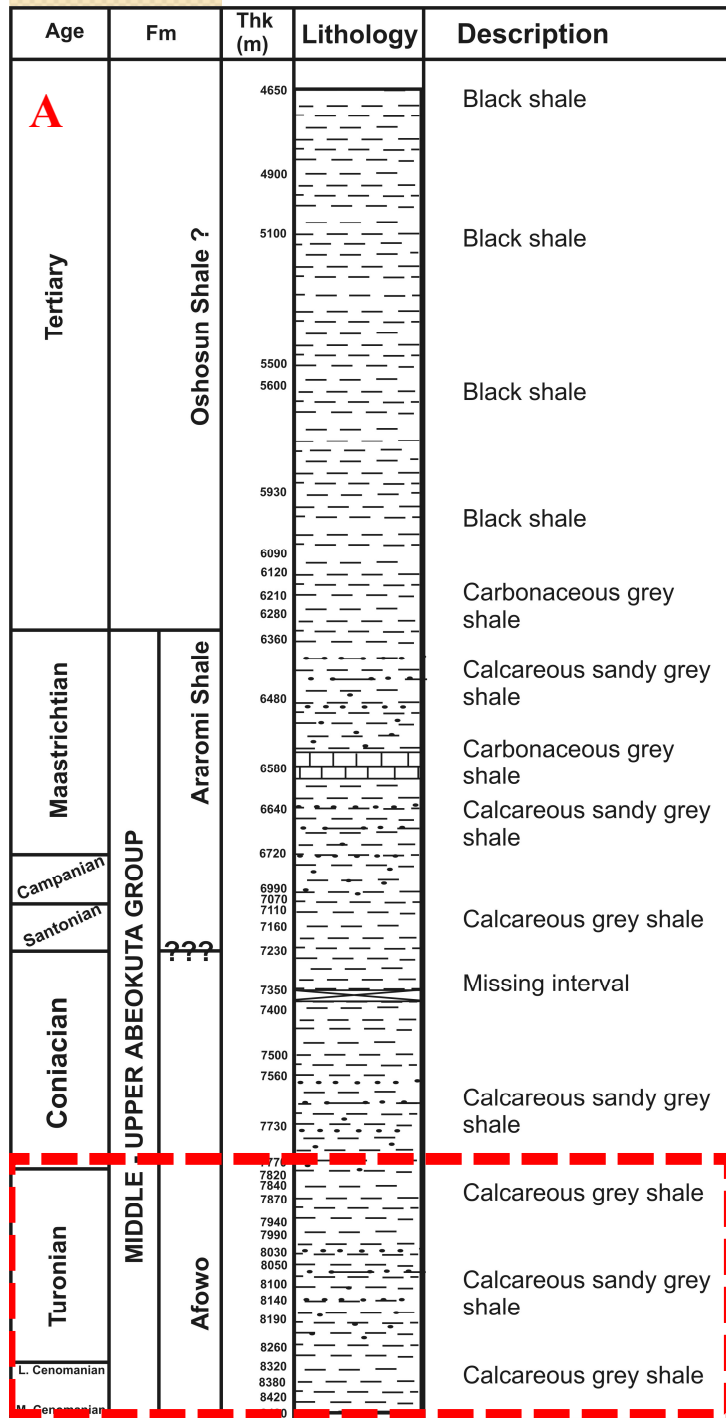 Age Fm Thk (m) Lithology Description
A
Tertiary
Maastrichtian
Campanian
Santonian
Coniacian
Turonian
L. Cenomanian
M. Cenomanian
MIDDLE - UPPER ABEOKUTA GROUP
Oshosun Shale ?
Araromi Shale
???
Afowo
4650
4900
5100
5500
5600
5930
6090
6120
6210
6280
6360
6480
6580
6640
6720
6990
7070
7110
7160
7230
7350
7400
7500
7560
7730
7770
7820
7840
7870
7940
7990
8030
8050
8100
8140
8190
8260
8320
8380
8420
Black shale
Black shale
Black shale
Black shale
Carbonaceous grey
shale
Calcareous sandy grey
shale
Carbonaceous grey
shale
Calcareous sandy grey
shale
Calcareous grey shale
Missing interval
Calcareous sandy grey
shale
Calcareous grey shale
Calcareous sandy grey
shale
Calcareous grey shale